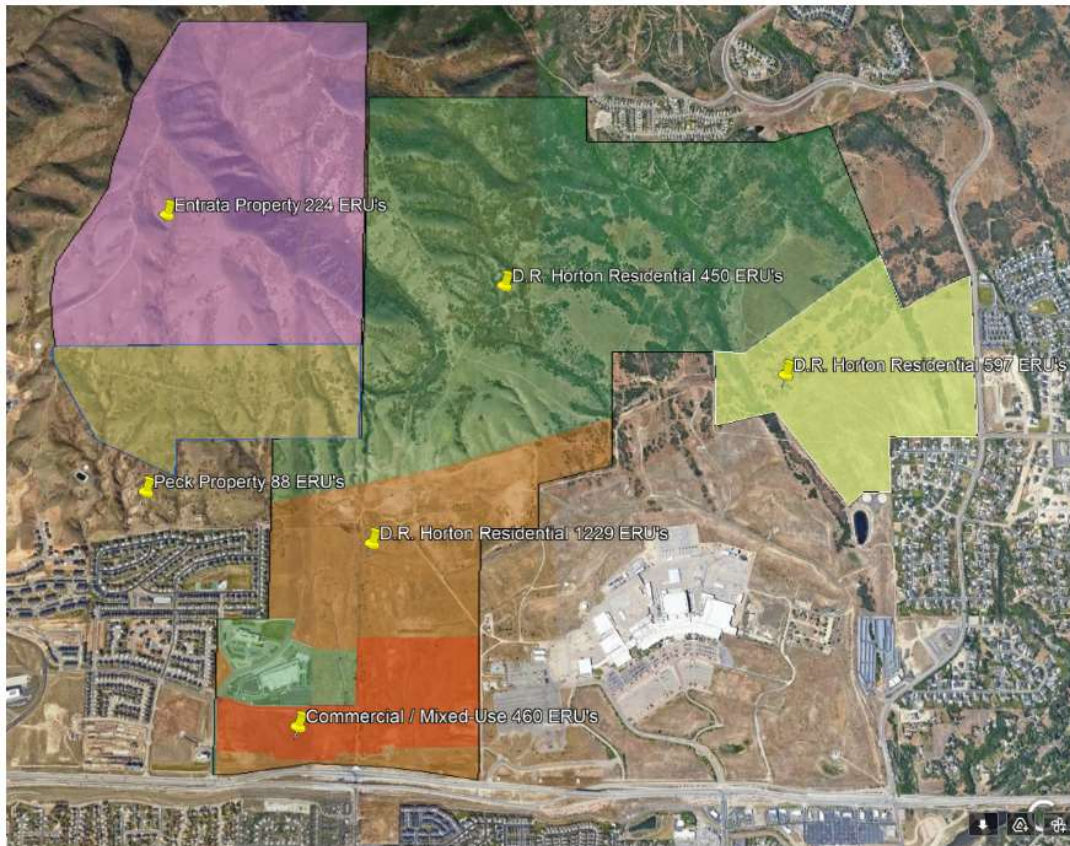 Entrata Property 224 ERU's
D.R. Horton Residential 450 ERU's
D.R. Horton Residential 597 ERU's
Peck Property 88 ERU's
D.R. Horton Residential 1229 ERU's
Commercial / Mixed-Use 460 ERU's